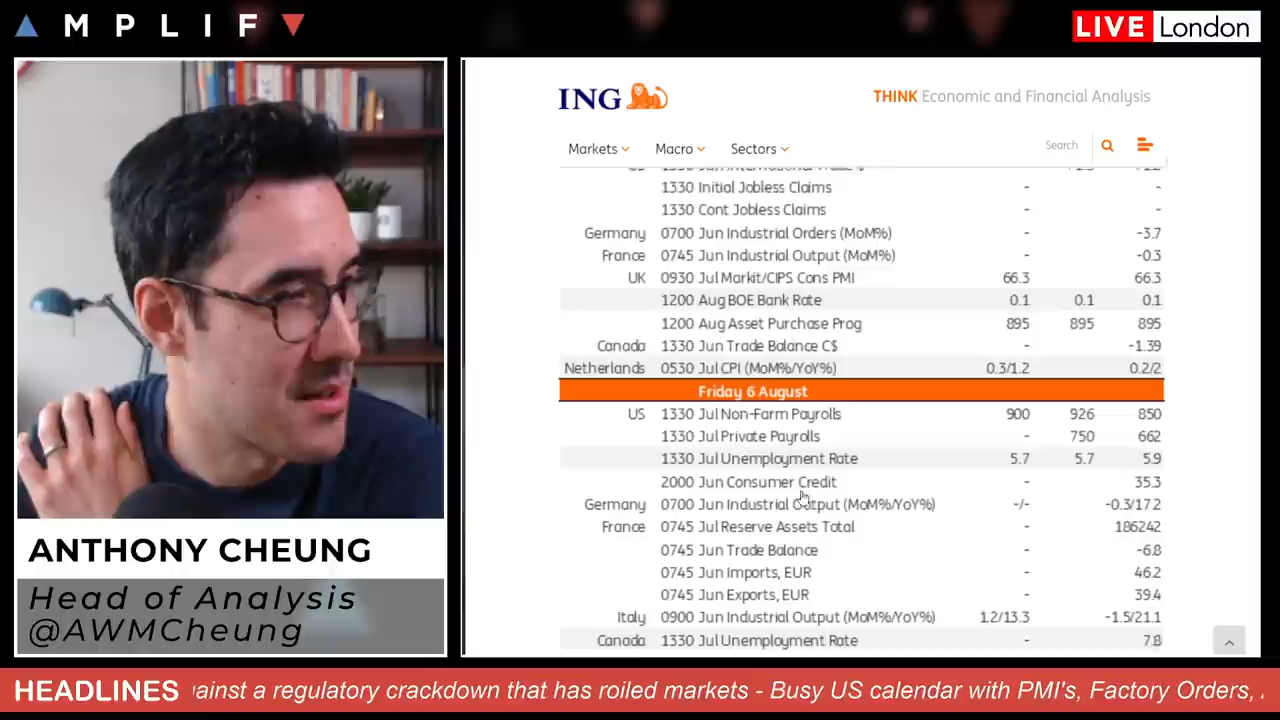 AMPLIFY
LIVE London
ING
THINK Economic and Financial Analysis
Markets Macro Sectors Search
1330 Initial Jobless Claims - -
1330 Cont Jobless Claims - -
Germany 0700 Jun Industrial Orders (MoM%) - -3.7
France 0745 Jun Industrial Output (MoM%) - -0.3
UK 0930 Jul Markit/CIPS Cons PMI 66.3 66.3
1200 Aug BOE Bank Rate 0.1 0.1 0.1
1200 Aug Asset Purchase Prog 895 895 895
Canada 1330 Jun Trade Balance C$ - -1.39
Netherlands 0530 Jul CPI (MoM%/YoY%) 0.3/1.2 0.2/2
Friday 6 August
US 1330 Jul Non-Farm Payrolls 900 926 850
1330 Jul Private Payrolls - 750 662
1330 Jul Unemployment Rate 5.7 5.7 5.9
2000 Jun Consumer Credit - 35.3
Germany 0700 Jun Industrial Output (MoM%/YoY%) -/- -0.3/17.2
France 0745 Jul Reserve Assets Total - 186242
0745 Jun Trade Balance - -6.8
0745 Jun Imports, EUR - 46.2
0745 Jun Exports, EUR - 39.4
Italy 0900 Jun Industrial Output (MoM%/YoY%) 1.2/13.3 -1.5/21.1
Canada 1330 Jul Unemployment Rate - 7.8
ANTHONY CHEUNG
Head of Analysis
@AWMCheung
HEADLINES ainst a regulatory crackdown that has roiled markets - Busy US calendar with PMI's, Factory Orders,